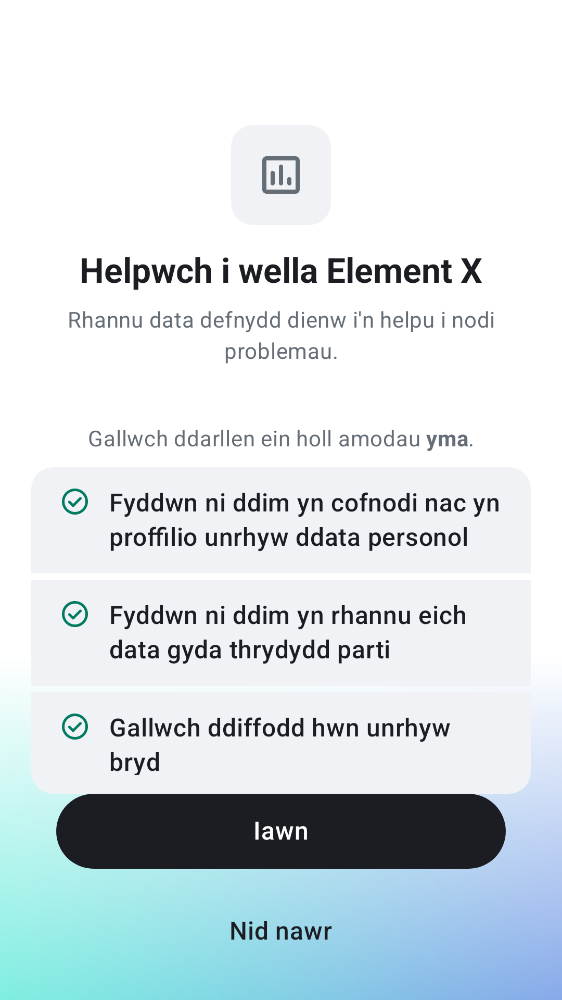 Helpwch i wella Element X
Rhannu data defnydd dienw i'n helpu i nodi
problemau.
Gallwch ddarllen ein holl amodau yma.
Fyddwn ni ddim yn cofnodi nac yn
proffilio unrhyw ddata personol
Fyddwn ni ddim yn rhannu eich
data gyda thrydydd parti
Gallwch ddiffodd hwn unrhyw
bryd
Iawn
Nid nawr